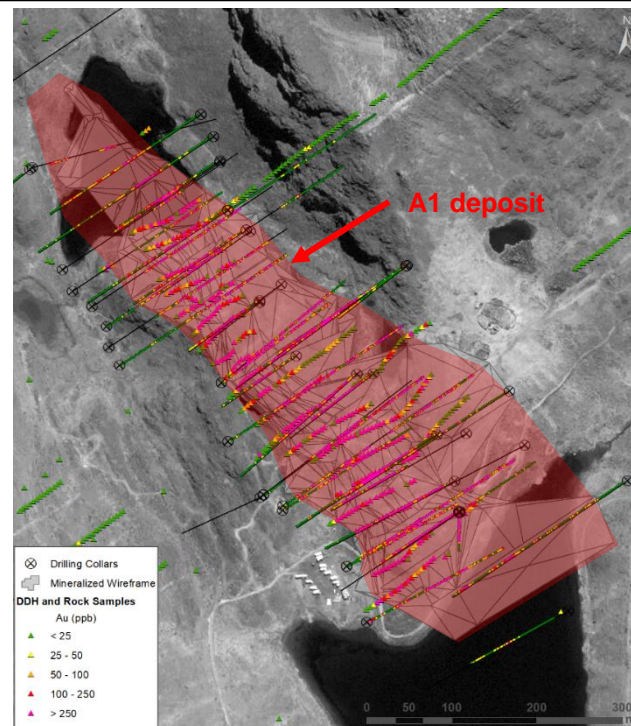 N
A1 deposit
Drilling Collars
Mineralized Wireframe
DDH and Rock Samples
Au (ppb)
< 25
25 - 50
50 - 100
100 - 250
> 250
0 50 100 200 300